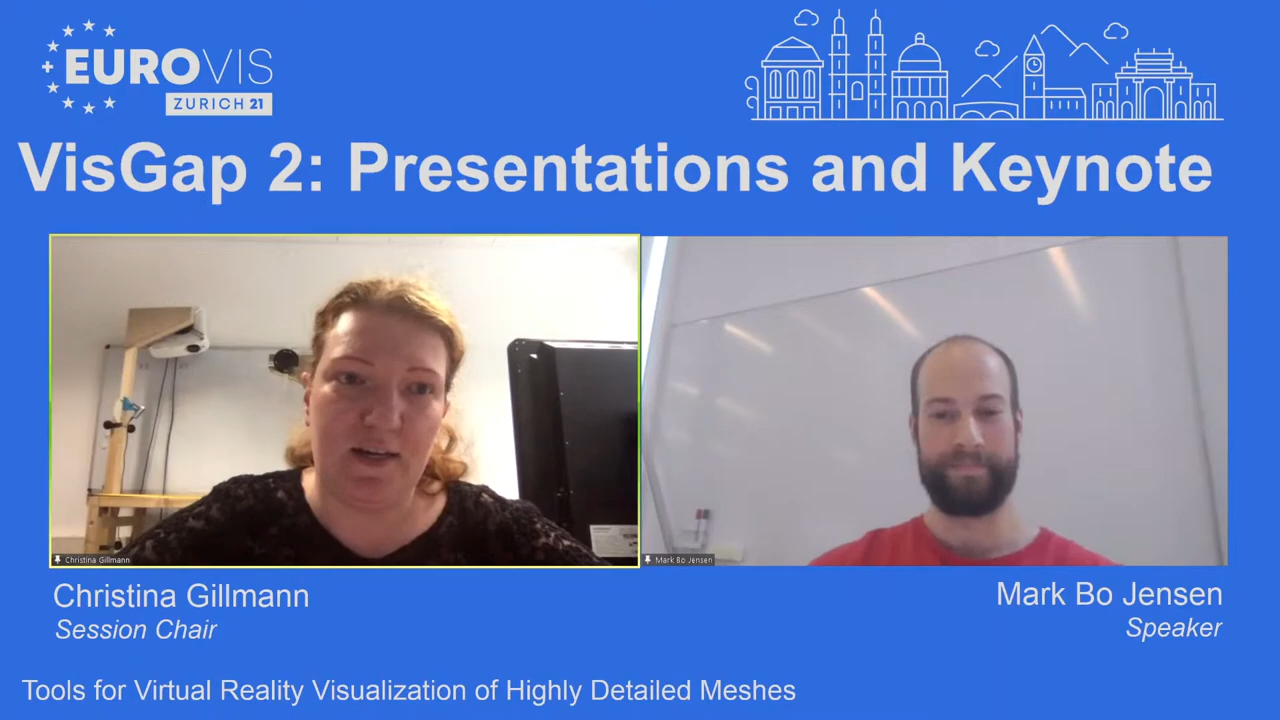 EUROVIS
ZURICH 21
VisGap 2: Presentations and Keynote
Christina Gillmann
Mark Bo Jensen
Christina Gillmann
Session Chair
Mark Bo Jensen
Speaker
Tools for Virtual Reality Visualization of Highly Detailed Meshes